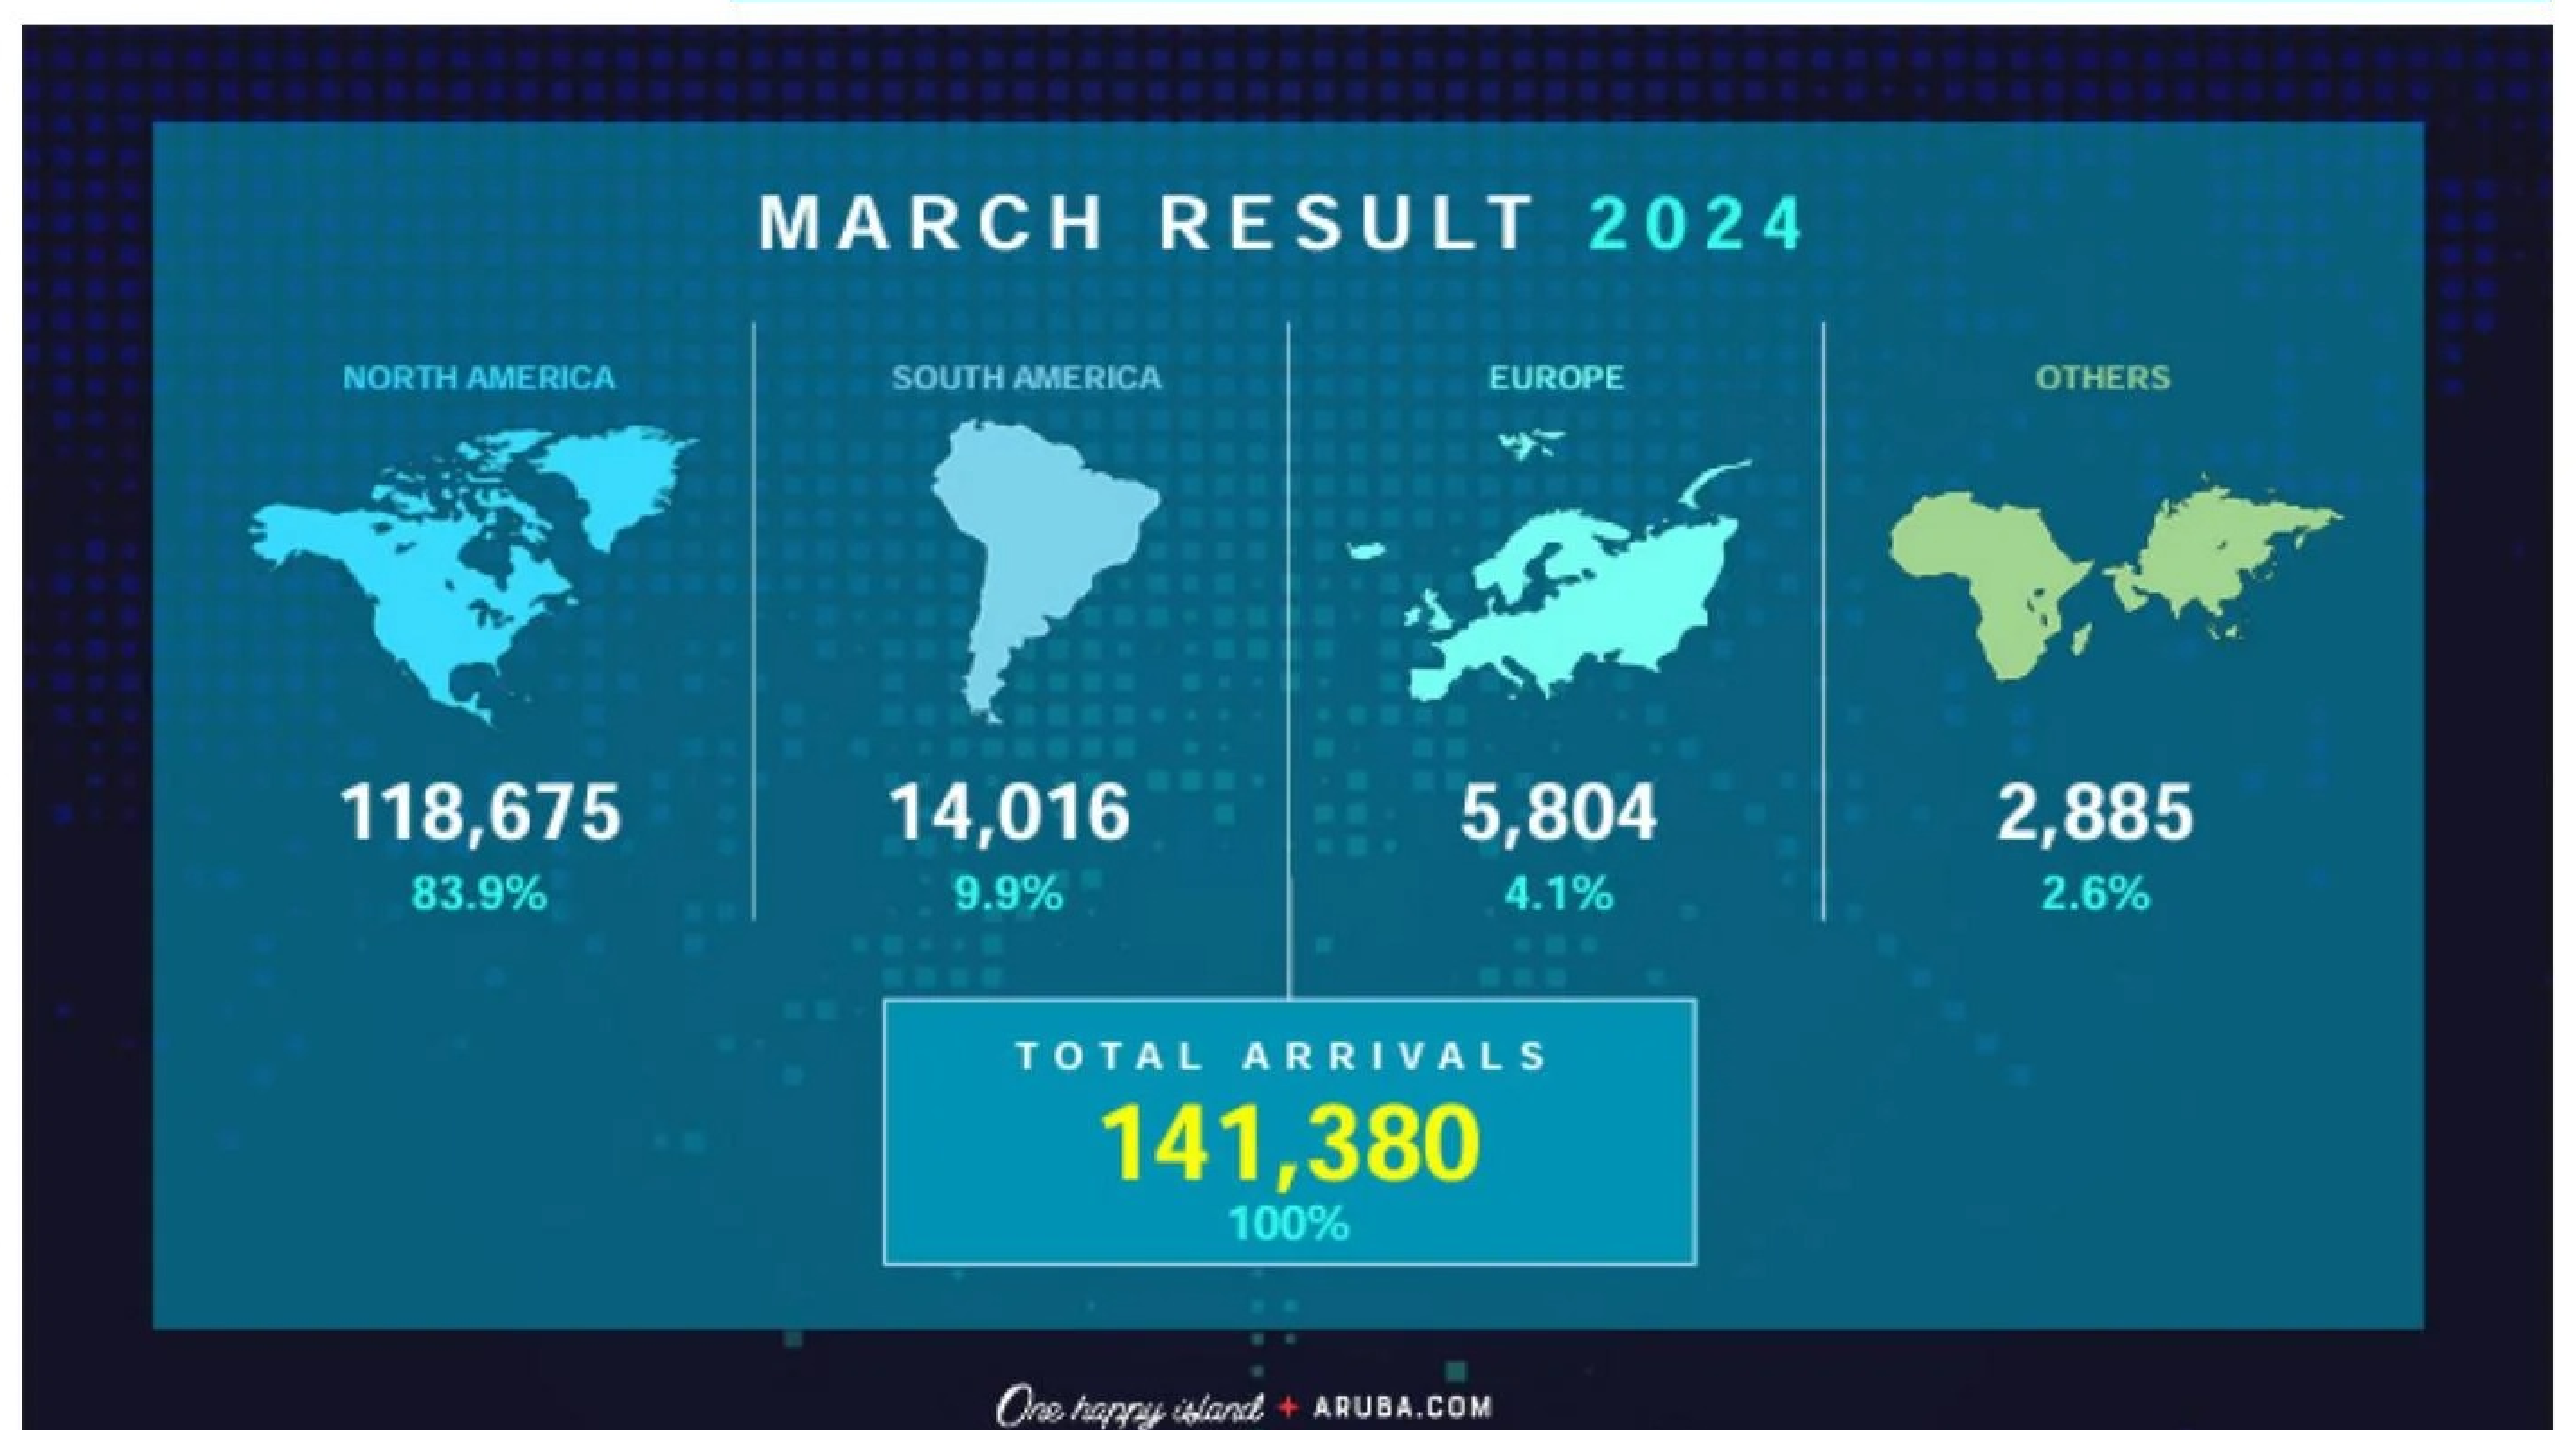 MARCH RESULT 2024
NORTH AMERICA
118,675
83.9%
SOUTH AMERICA
14,016
9.9%
EUROPE
5,804
4.1%
OTHERS
2,885
2.6%
TOTAL ARRIVALS
141,380
100%
One happy island + ARUBA.COM